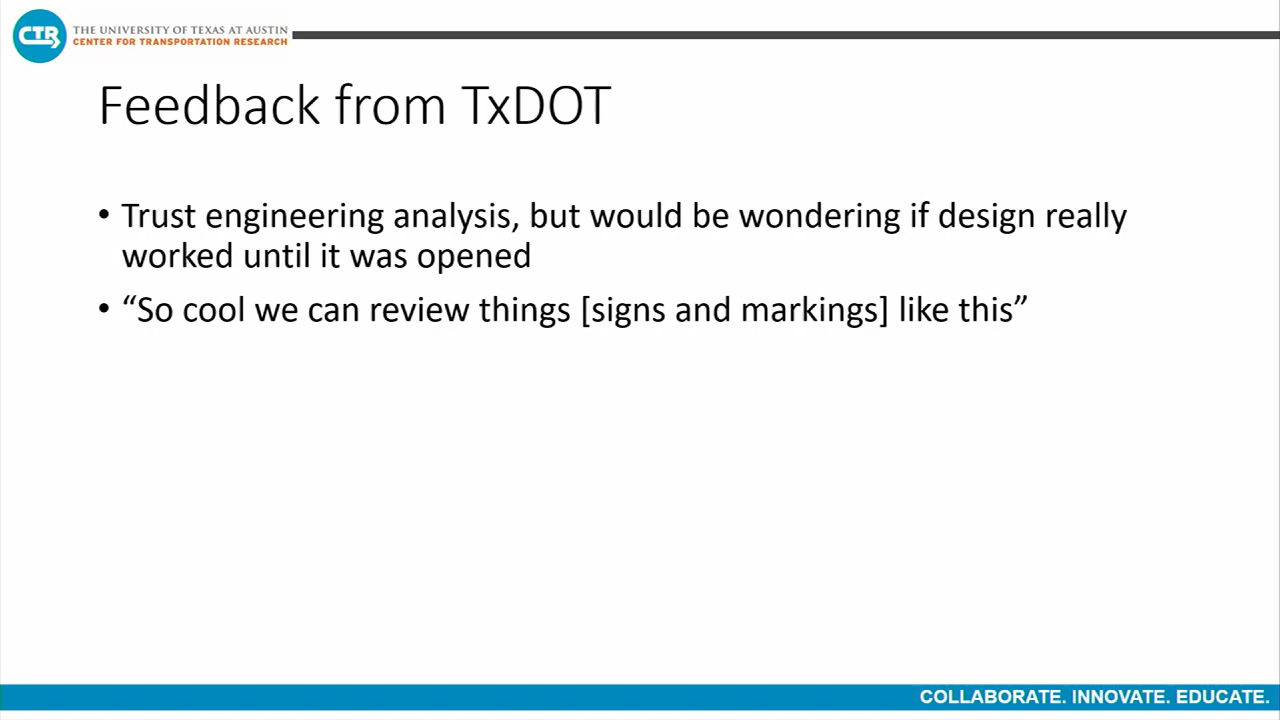 CTR
THE UNIVERSITY OF TEXAS AT AUSTIN
CENTER FOR TRANSPORTATION RESEARCH
Feedback from TxDOT
• Trust engineering analysis, but would be wondering if design really
worked until it was opened
• “So cool we can review things [signs and markings] like this”
COLLABORATE. INNOVATE. EDUCATE.